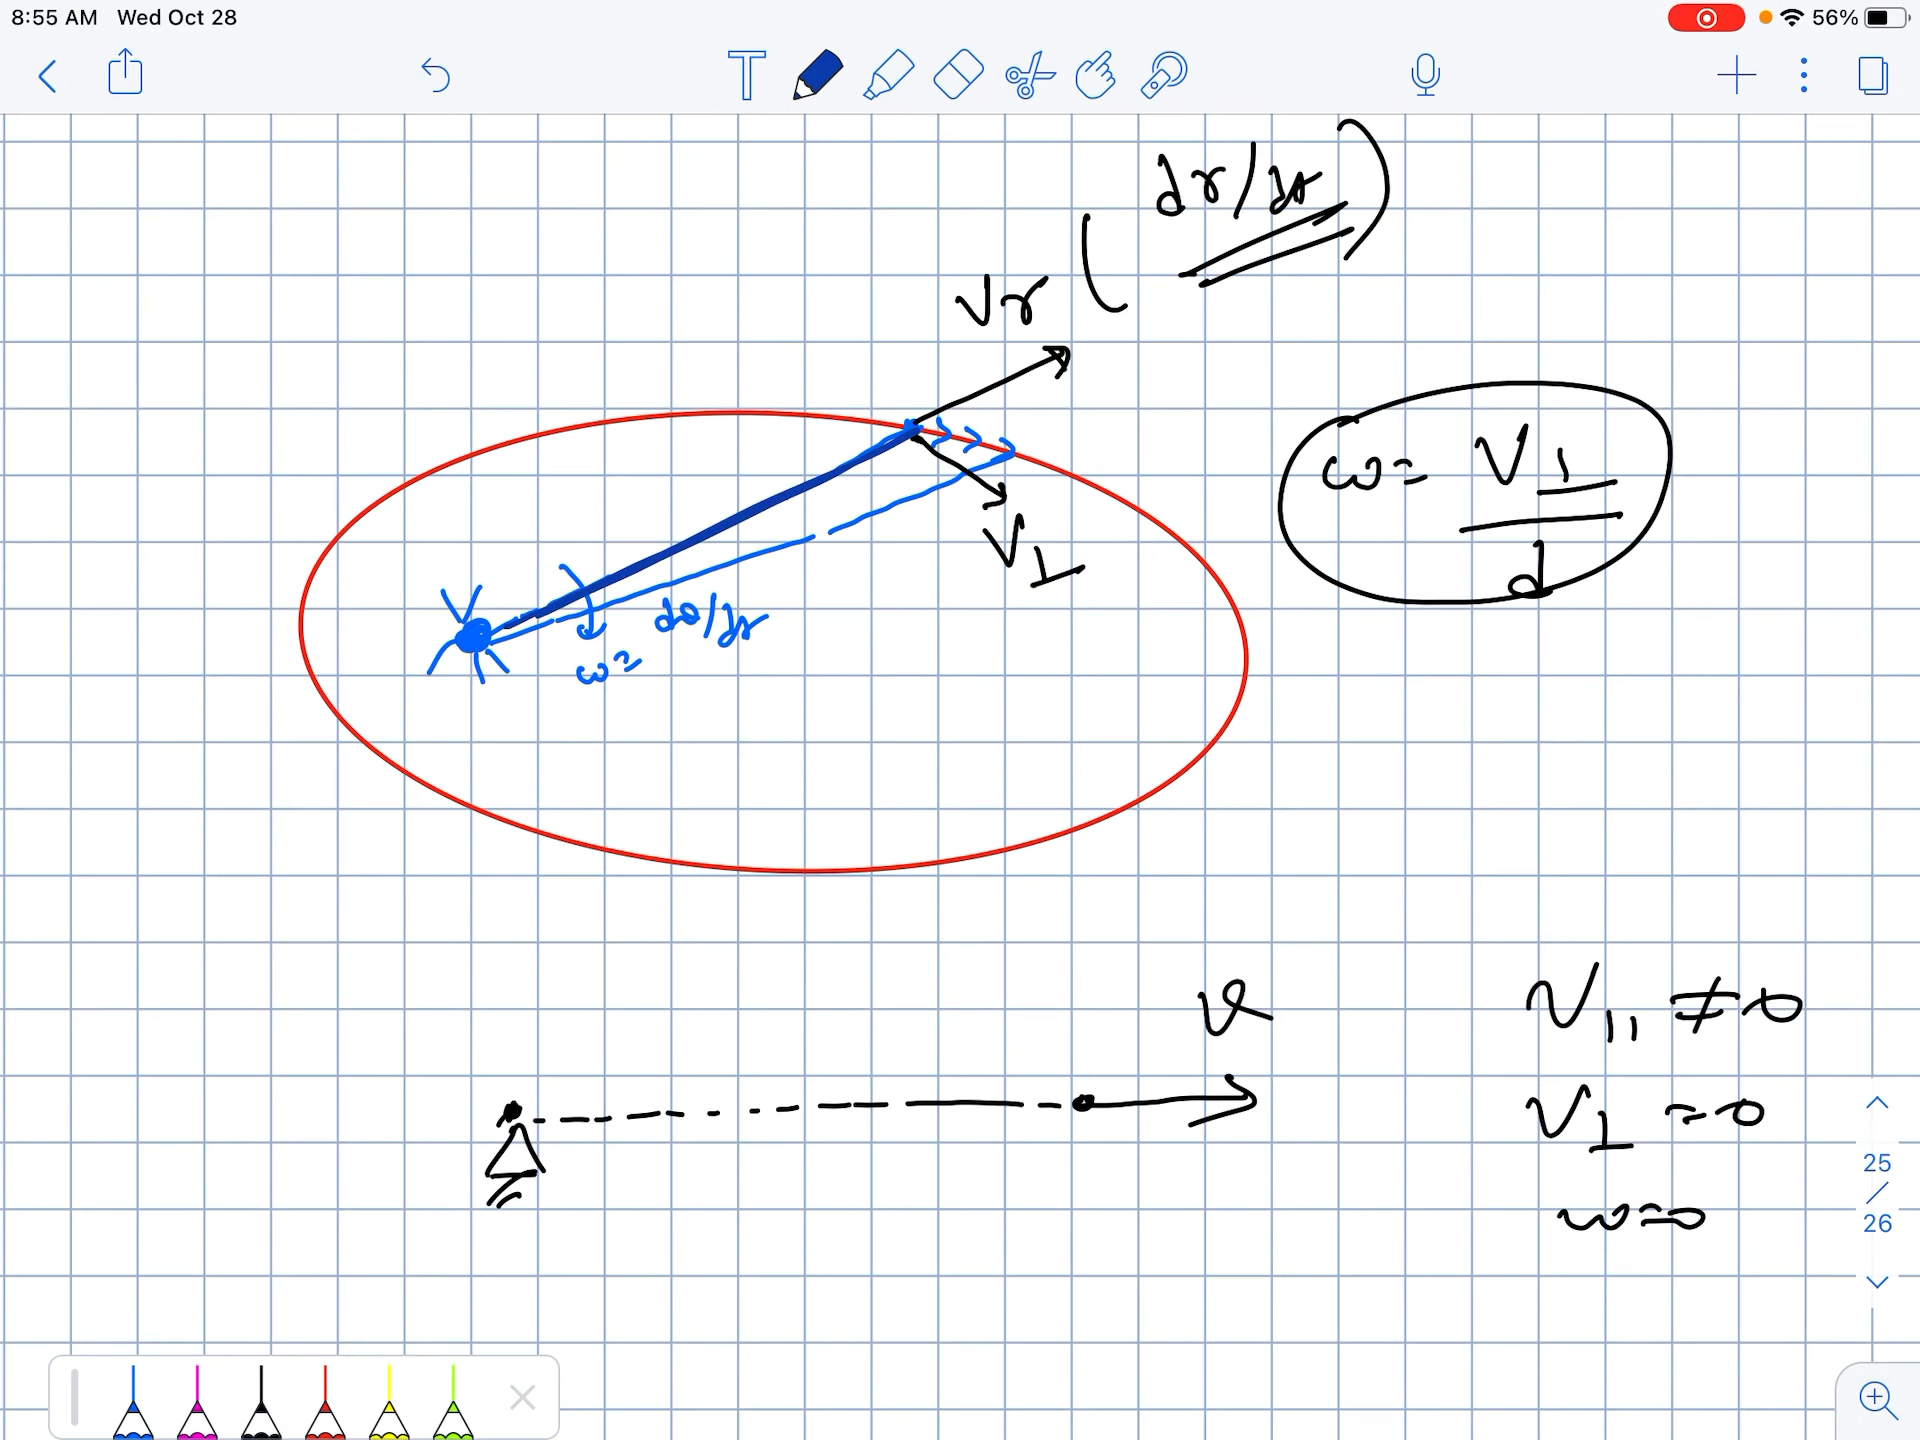 8:55 AM Wed Oct 28
56%
T
dr/dt
Vr
ω = V⊥
d
V⊥
dθ/dt
ω =
v
V|| ≠ 0
V⊥ = 0
ω = 0
25
/
26